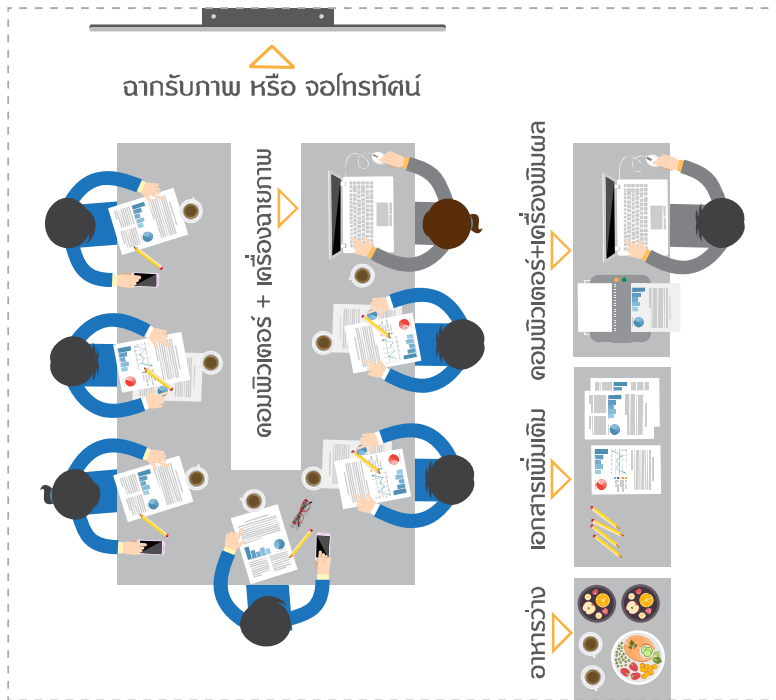 ฉากรับภาพ หรือ จอโทรทัศน์
คอมพิวเตอร์ + เครื่องฉายภาพ
คอมพิวเตอร์+เครื่องพิมพผล
เอกสารเพิ่มเติม
อาหารว่าง